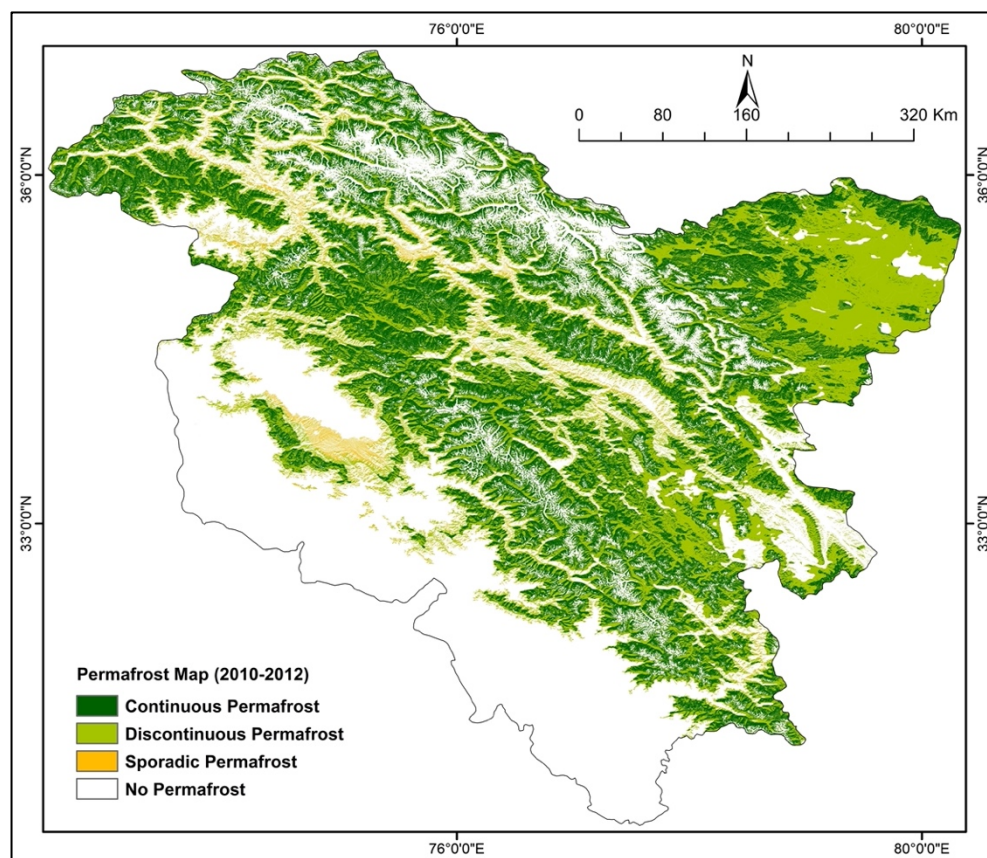 76°0'0"E 80°0'0"E
N
0 80 160 320 Km
36°0'0"N 36°0'0"N
33°0'0"N 33°0'0"N
Permafrost Map (2010-2012)
Continuous Permafrost
Discontinuous Permafrost
Sporadic Permafrost
No Permafrost
76°0'0"E 80°0'0"E